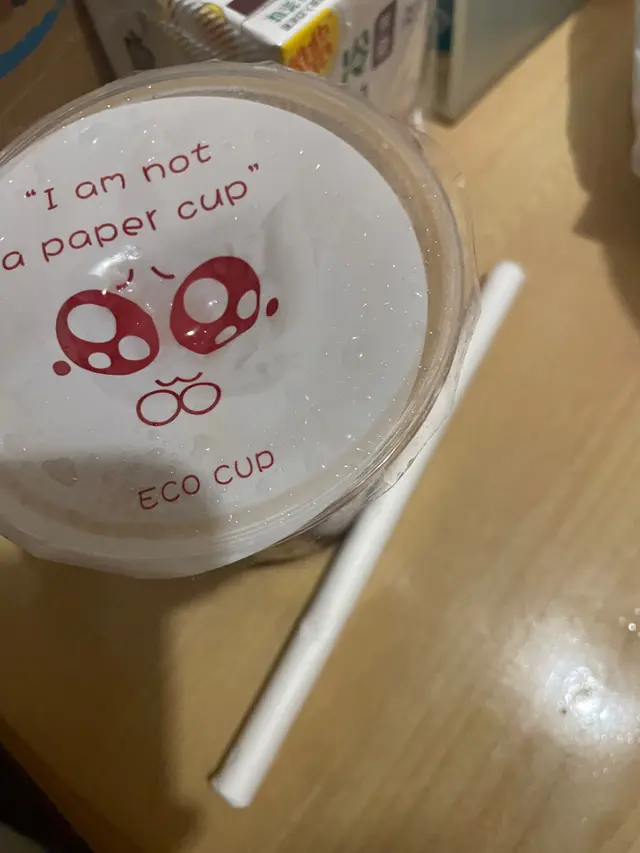 "I am not
a paper cup"
ECO CUP